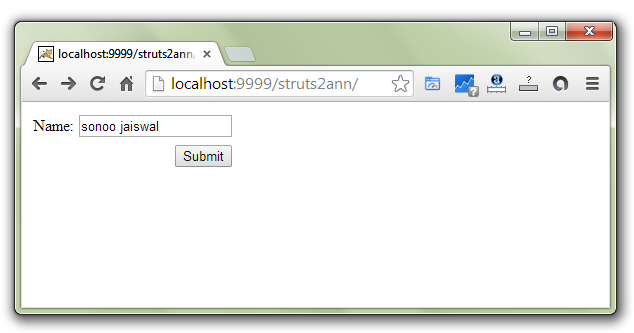 localhost:9999/struts2ann/
localhost:9999/struts2ann/
?
a
?
Name: sonoo jaiswal
Submit